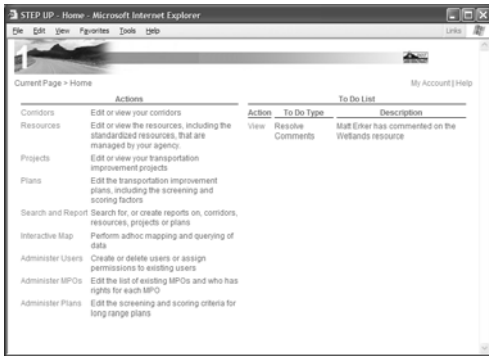 STEP UP - Home - Microsoft Internet Explorer
File Edit View Favorites Tools Help Links
Current Page > Home My Account | Help
Actions
Corridors Edit or view your corridors
Resources Edit or view the resources, including the
standardized resources, that are
managed by your agency.
Projects Edit or view your transportation
improvement projects
Plans Edit the transportation improvement
plans, including the screening and
scoring factors
Search and Report Search for, or create reports on, corridors,
resources, projects or plans
Interactive Map Perform adhoc mapping and querying of
data
Administer Users Create or delete users or assign
permissions to existing users
Administer MPOs Edit the list of existing MPOs and who has
rights for each MPO
Administer Plans Edit the screening and scoring criteria for
long range plans
To Do List
Action To Do Type Description
View Resolve Matt Erker has commented on the
Comments Wetlands resource